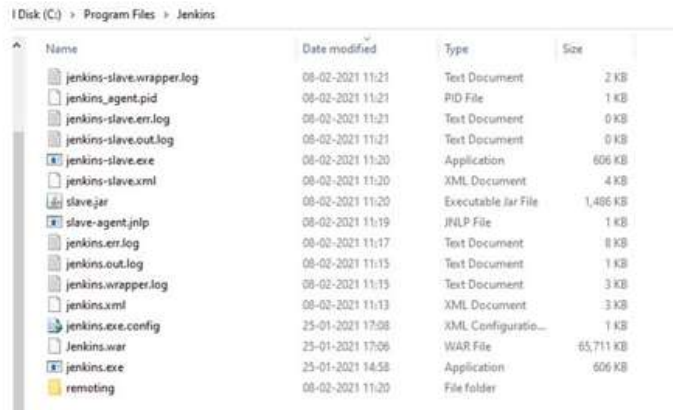 l Disk (C:) > Program Files > Jenkins
Name Date modified Type Size
jenkins-slave.wrapper.log 08-02-2021 11:21 Text Document 2 KB
jenkins_agent.pid 08-02-2021 11:21 PID File 1 KB
jenkins-slave.err.log 08-02-2021 11:21 Text Document 0 KB
jenkins-slave.out.log 08-02-2021 11:21 Text Document 0 KB
jenkins-slave.exe 08-02-2021 11:20 Application 606 KB
jenkins-slave.xml 08-02-2021 11:20 XML Document 4 KB
slave.jar 08-02-2021 11:20 Executable Jar File 1,486 KB
slave-agent.jnlp 08-02-2021 11:19 JNLP File 1 KB
jenkins.err.log 08-02-2021 11:17 Text Document 8 KB
jenkins.out.log 08-02-2021 11:15 Text Document 1 KB
jenkins.wrapper.log 08-02-2021 11:15 Text Document 3 KB
jenkins.xml 08-02-2021 11:13 XML Document 3 KB
jenkins.exe.config 25-01-2021 17:08 XML Configuratio... 1 KB
Jenkins.war 25-01-2021 17:06 WAR File 65,711 KB
jenkins.exe 25-01-2021 14:58 Application 606 KB
remoting 08-02-2021 11:20 File folder